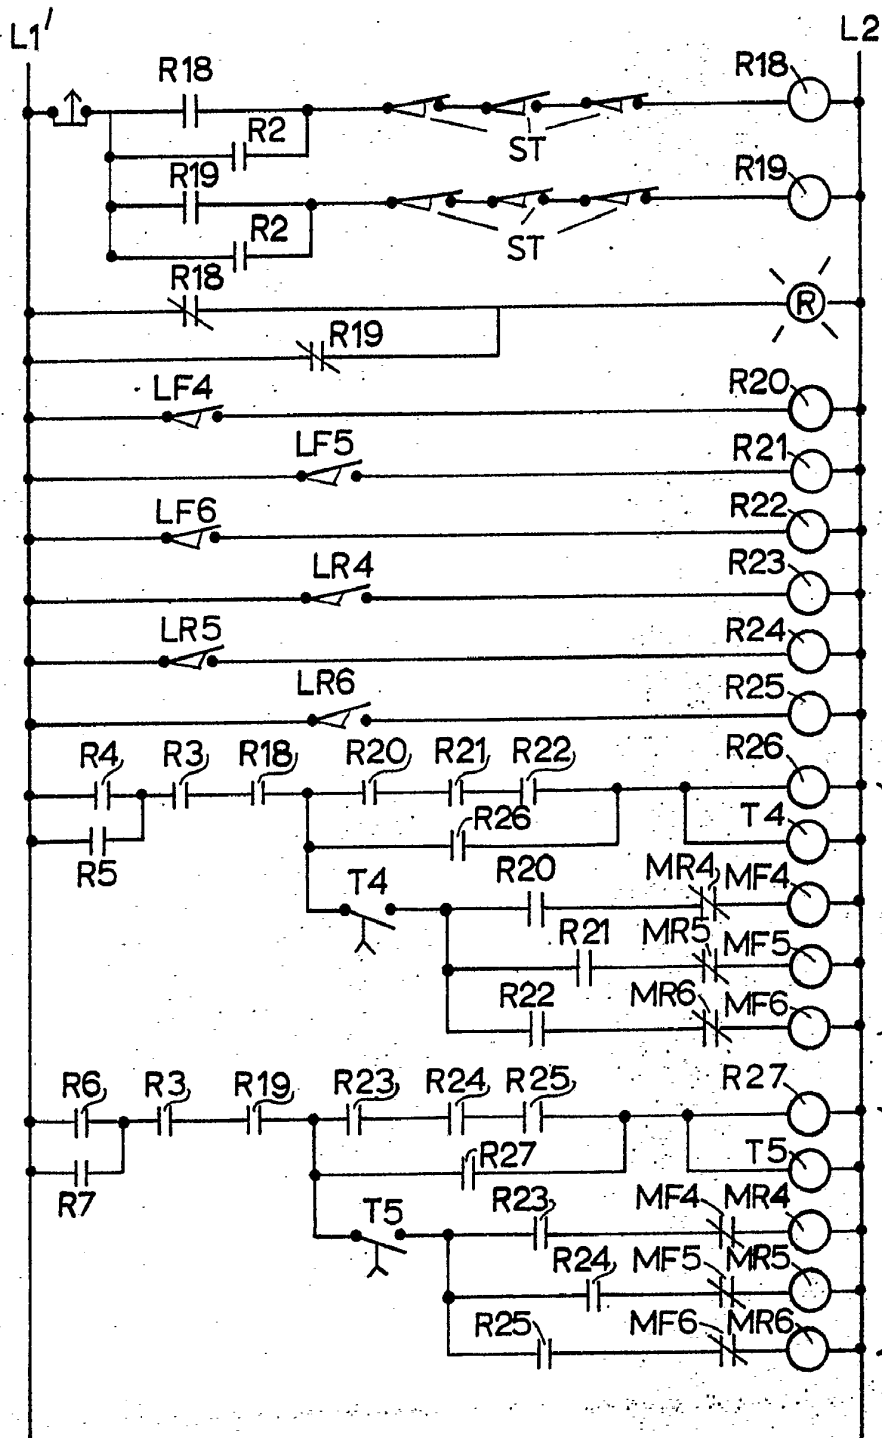 L1' L2
R18 R18
R2
ST
R19 R19
R2
ST
R18
R
R19
LF4 R20
LF5 R21
LF6 R22
LR4 R23
LR5 R24
LR6 R25
R4 R3 R18 R20 R21 R22 R26
R26 T4
R5
T4 R20 MR4 MF4
R21 MR5 MF5
R22 MR6 MF6
R6 R3 R19 R23 R24 R25 R27
R27 T5
R7
T5 R23 MF4 MR4
R24 MF5 MR5
R25 MF6 MR6